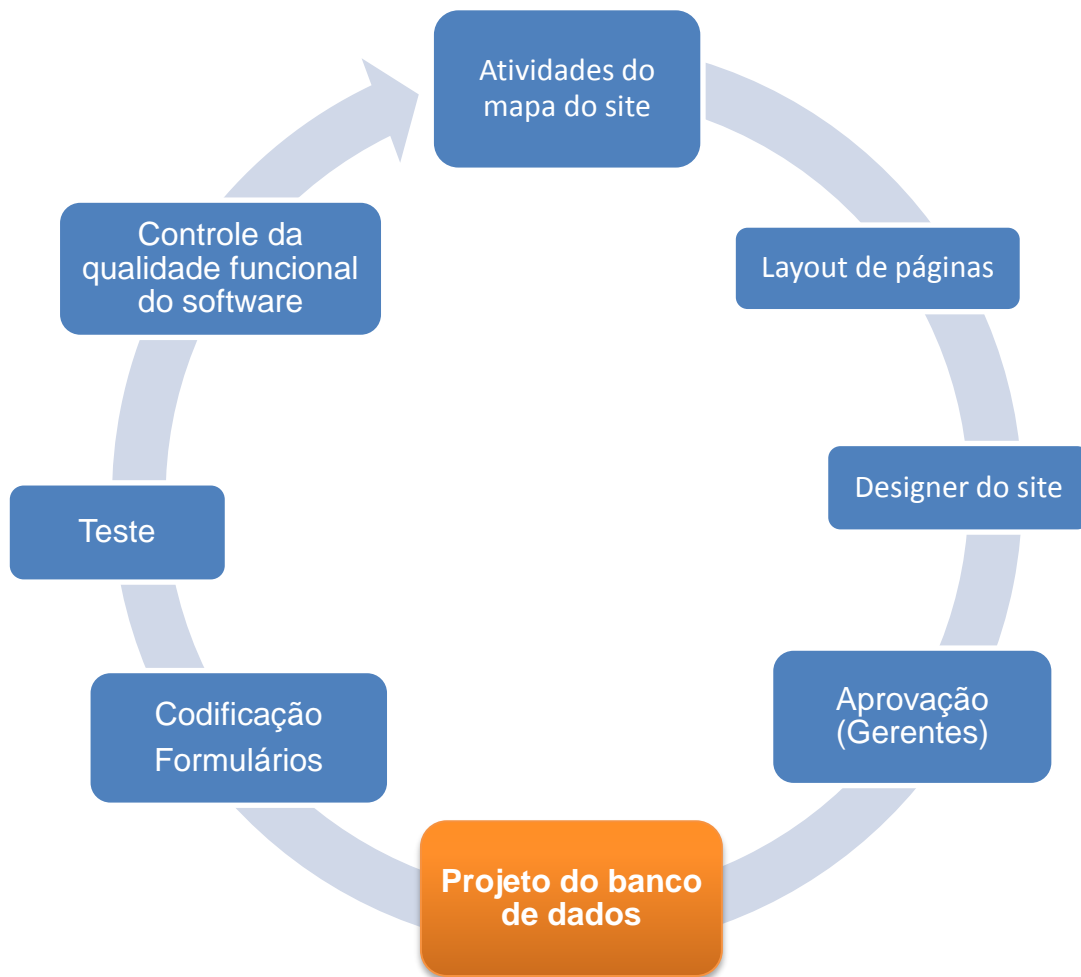 Atividades do
mapa do site
Layout de páginas
Designer do site
Aprovação
(Gerentes)
Projeto do banco
de dados
Codificação
Formulários
Teste
Controle da
qualidade funcional
do software